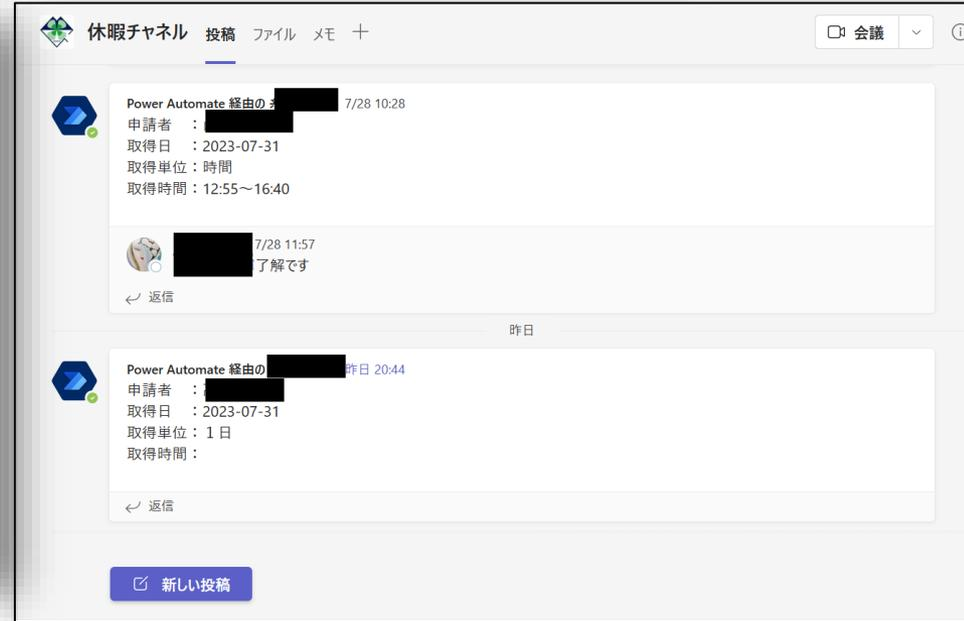 休暇チャネル 投稿 ファイル メモ 会議
Power Automate 経由の 7/28 10:28
申請者 ：
取得日 ：2023-07-31
取得単位：時間
取得時間：12:55～16:40
7/28 11:57
了解です
返信
昨日
Power Automate 経由の 昨日 20:44
申請者 ：
取得日 ：2023-07-31
取得単位：１日
取得時間：
返信
新しい投稿